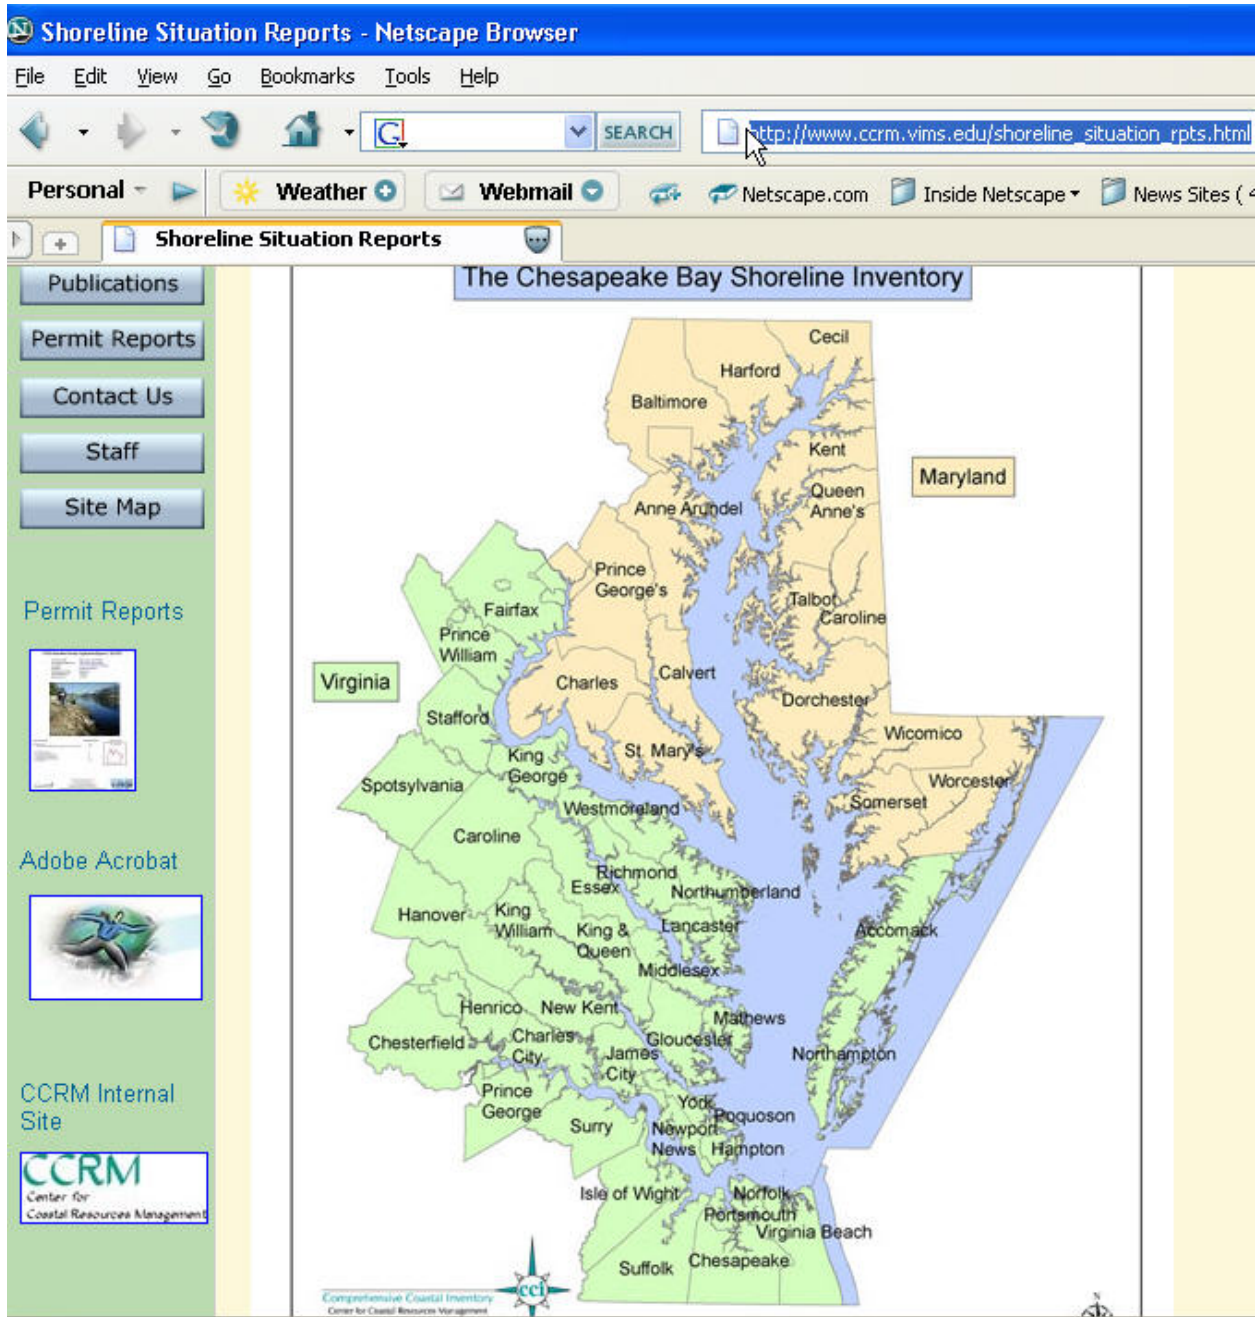 Shoreline Situation Reports - Netscape Browser
File Edit View Go Bookmarks Tools Help
SEARCH
http://www.ccrm.vims.edu/shoreline_situation_rpts.html
Personal Weather Webmail Netscape.com Inside Netscape News Sites ( 4
Shoreline Situation Reports
Publications
Permit Reports
Contact Us
Staff
Site Map
Permit Reports
Adobe Acrobat
CCRM Internal
Site
CCRM
Center for
Coastal Resources Management
The Chesapeake Bay Shoreline Inventory
Cecil
Harford
Baltimore
Kent
Maryland
Queen
Anne's
Anne Arundel
Prince
George's
Talbot
Caroline
Fairfax
Prince
William
Virginia
Charles
Calvert
Dorchester
Stafford
Wicomico
King
George
St. Mary's
Spotsylvania
Worcester
Somerset
Westmoreland
Caroline
Richmond
Essex
Northumberland
Hanover
King
William
King &
Queen
Lancaster
Accomack
Middlesex
Henrico
New Kent
Mathews
Chesterfield
Charles
City
James
City
Gloucester
Northampton
Prince
George
York
Poquoson
Surry
Newport
News
Hampton
Isle of Wight
Norfolk
Portsmouth
Virginia Beach
Suffolk
Chesapeake
Comprehensive Coastal Inventory
Center for Coastal Resources Management
cci
N